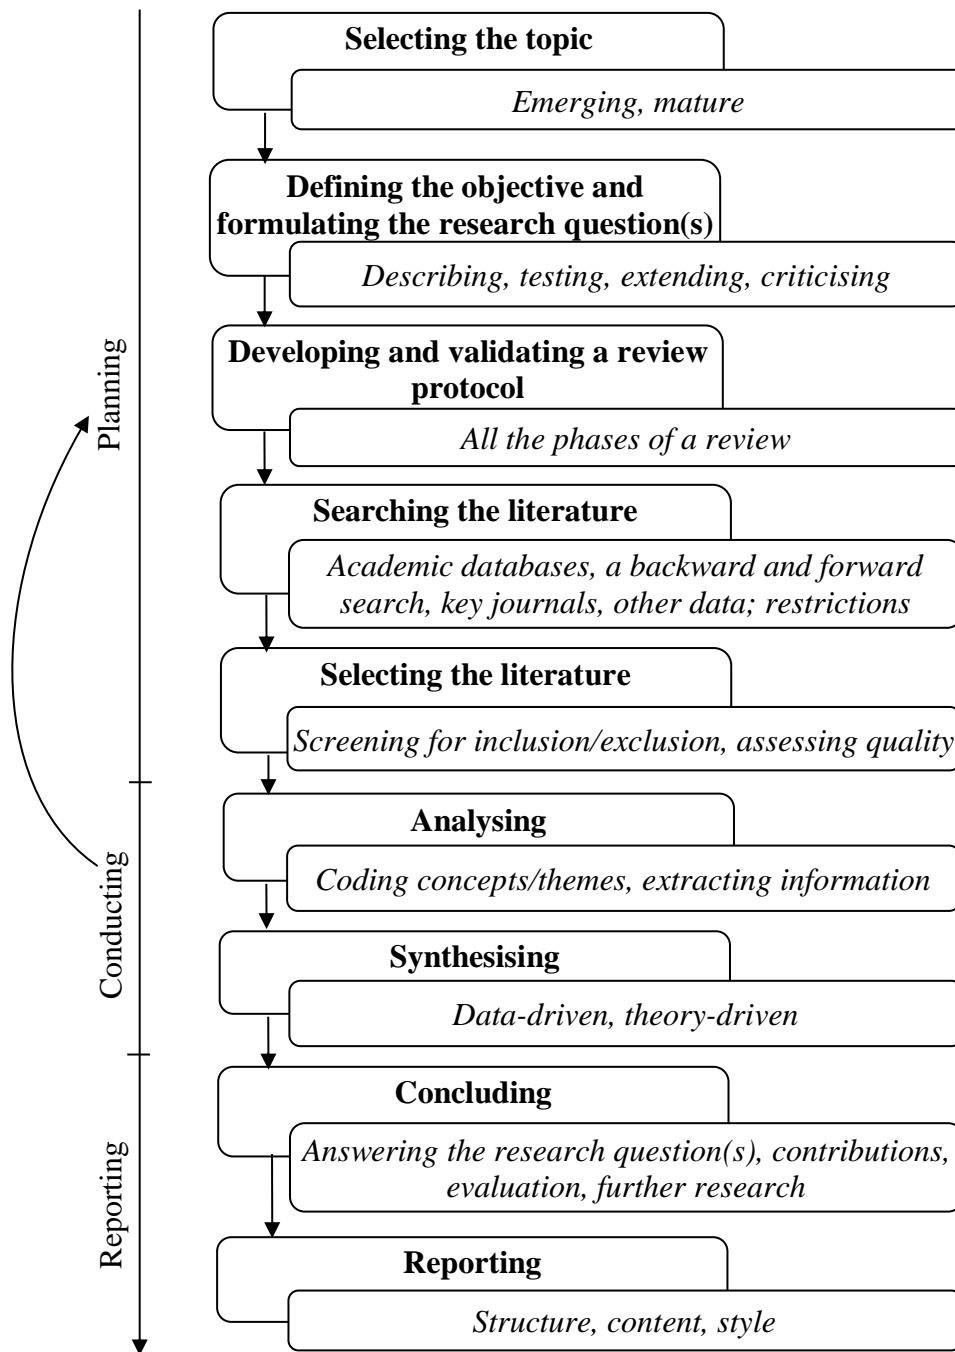 Selecting the topic
Emerging, mature
Defining the objective and
formulating the research question(s)
Describing, testing, extending, criticising
Developing and validating a review
protocol
All the phases of a review
Planning
Searching the literature
Academic databases, a backward and forward
search, key journals, other data; restrictions
Selecting the literature
Screening for inclusion/exclusion, assessing quality
Analysing
Coding concepts/themes, extracting information
Conducting
Synthesising
Data-driven, theory-driven
Concluding
Answering the research question(s), contributions,
evaluation, further research
Reporting
Reporting
Structure, content, style